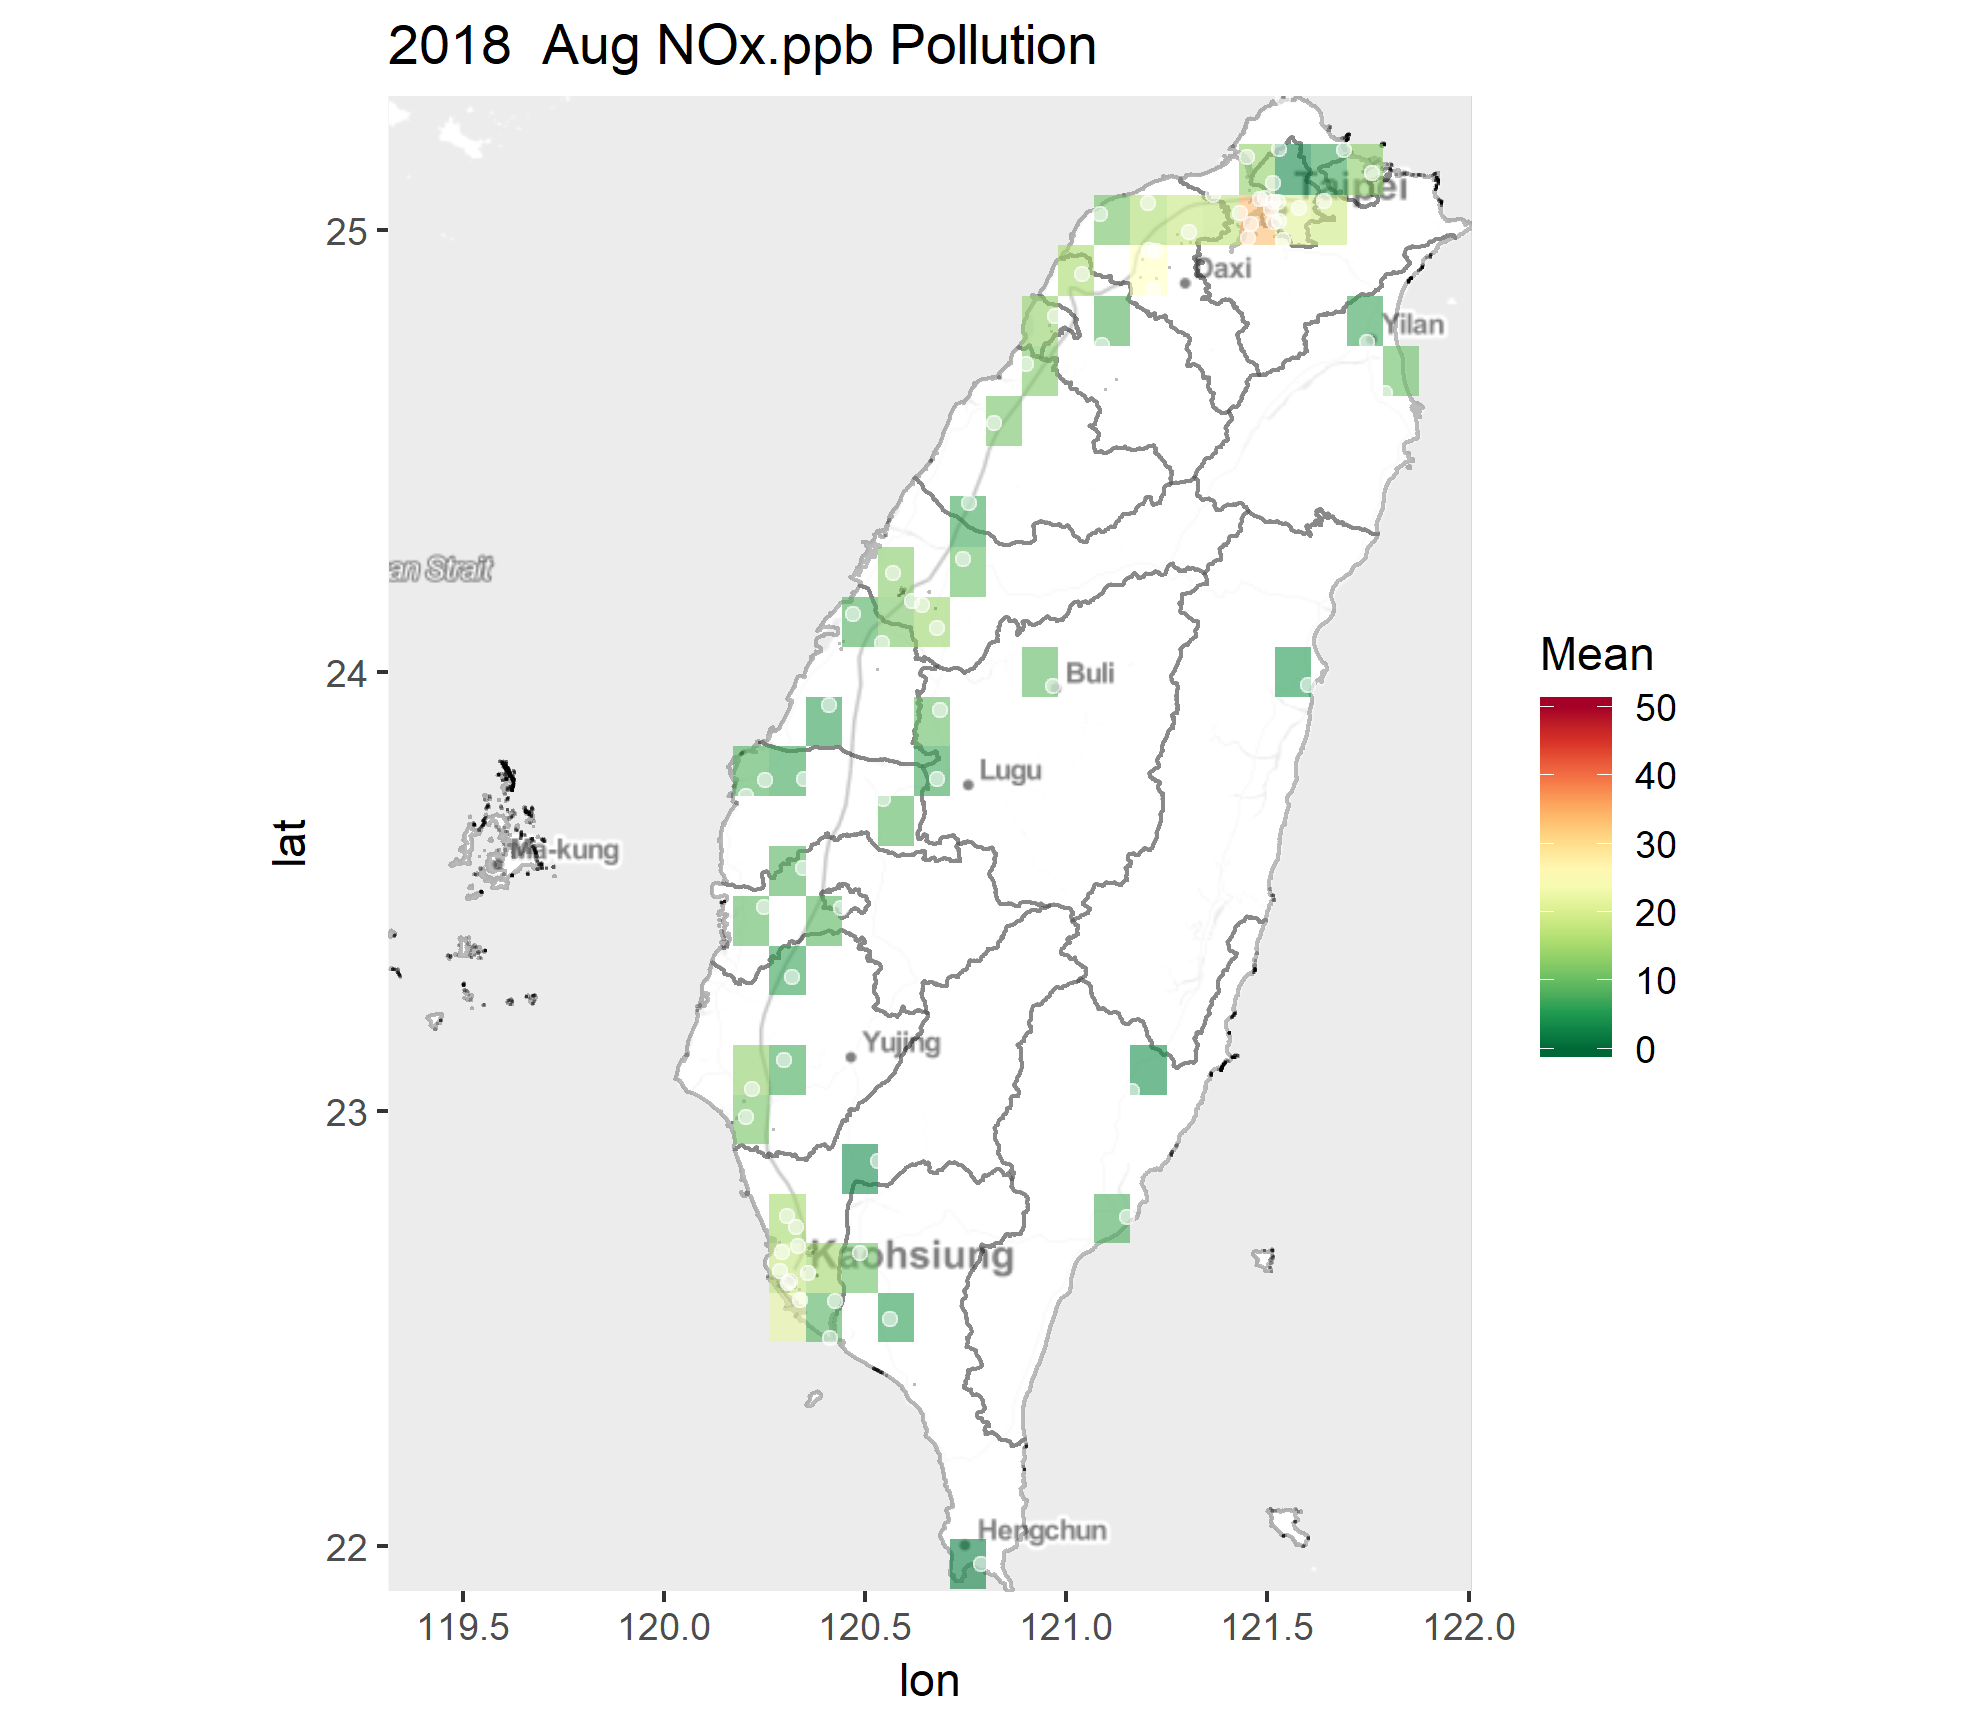 2018 Aug NOx.ppb Pollution
Taipei
25
Daxi
Yilan
an Strait
24
Buli
Lugu
Ma-kung
lat
Yujing
23
Kaohsiung
Hengchun
22
119.5 120.0 120.5 121.0 121.5 122.0
lon
Mean
50
40
30
20
10
0